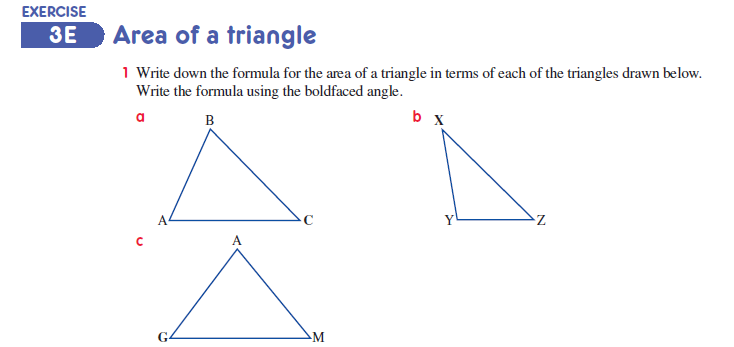 EXERCISE
3E Area of a triangle
1 Write down the formula for the area of a triangle in terms of each of the triangles drawn below.
Write the formula using the boldfaced angle.
a B b X
A C Y Z
c A
G M